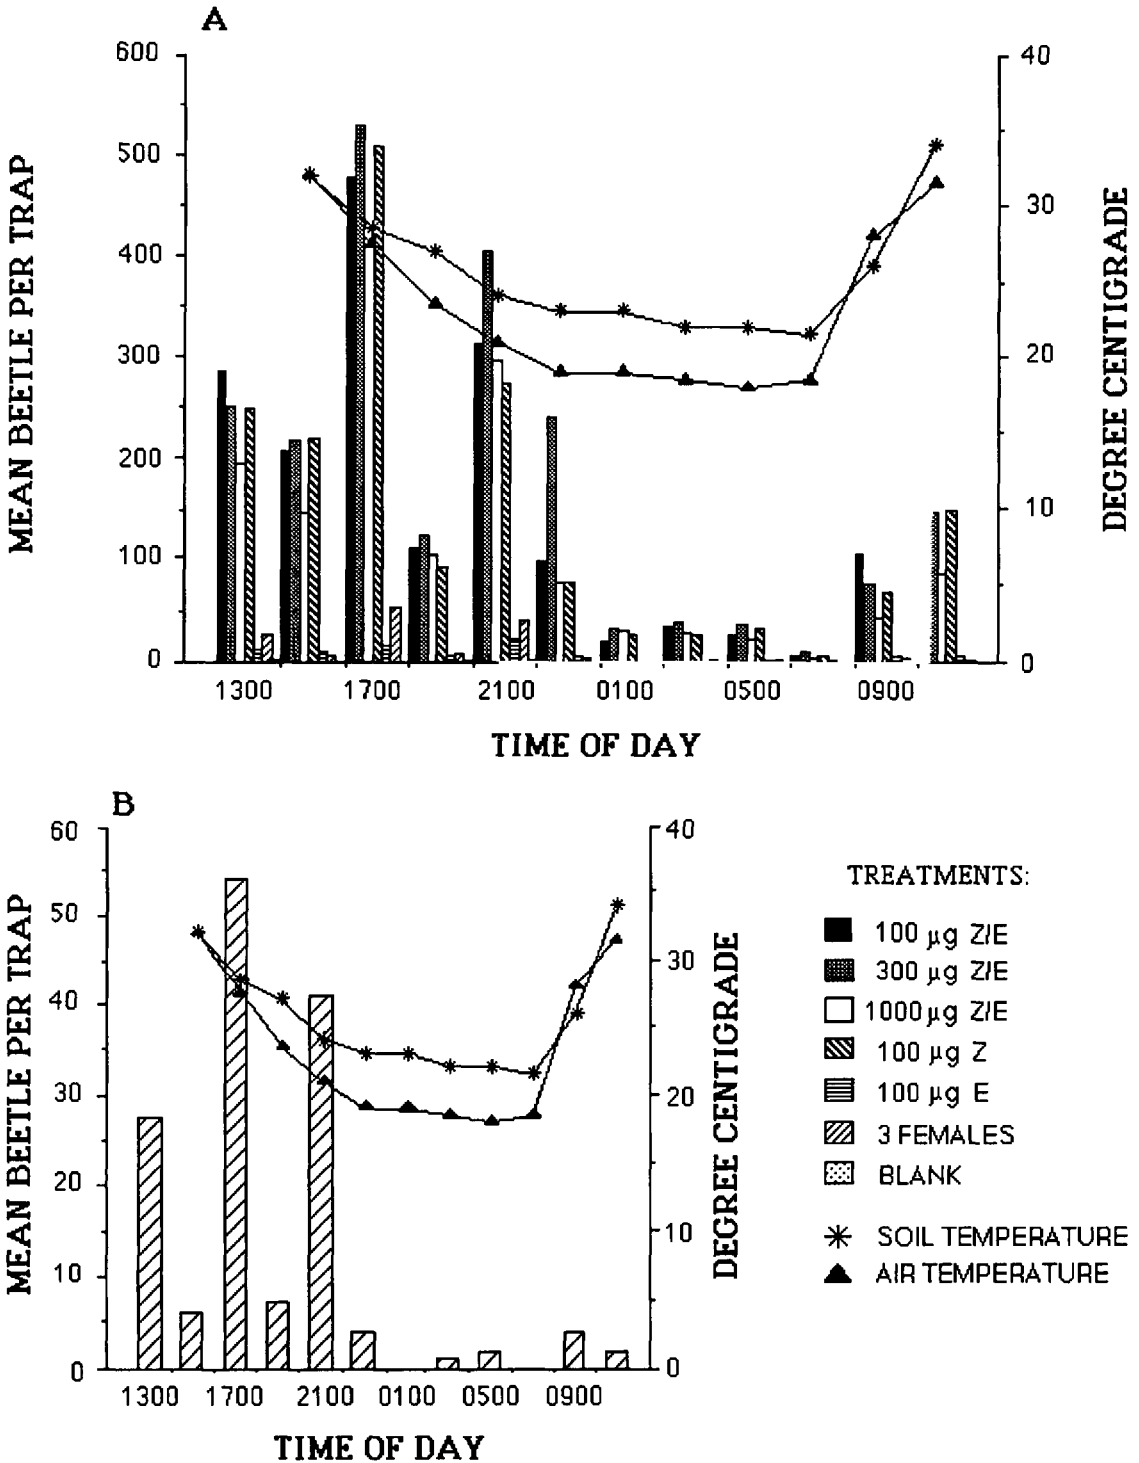 A
600
500
400
300
200
100
0
MEAN BEETLE PER TRAP
40
30
20
10
0
DEGREE CENTIGRADE
1300 1700 2100 0100 0500 0900
TIME OF DAY
B
60
50
40
30
20
10
0
MEAN BEETLE PER TRAP
40
30
20
10
0
DEGREE CENTIGRADE
1300 1700 2100 0100 0500 0900
TIME OF DAY
TREATMENTS:
100 µg Z/E
300 µg Z/E
1000 µg Z/E
100 µg Z
100 µg E
3 FEMALES
BLANK
SOIL TEMPERATURE
AIR TEMPERATURE